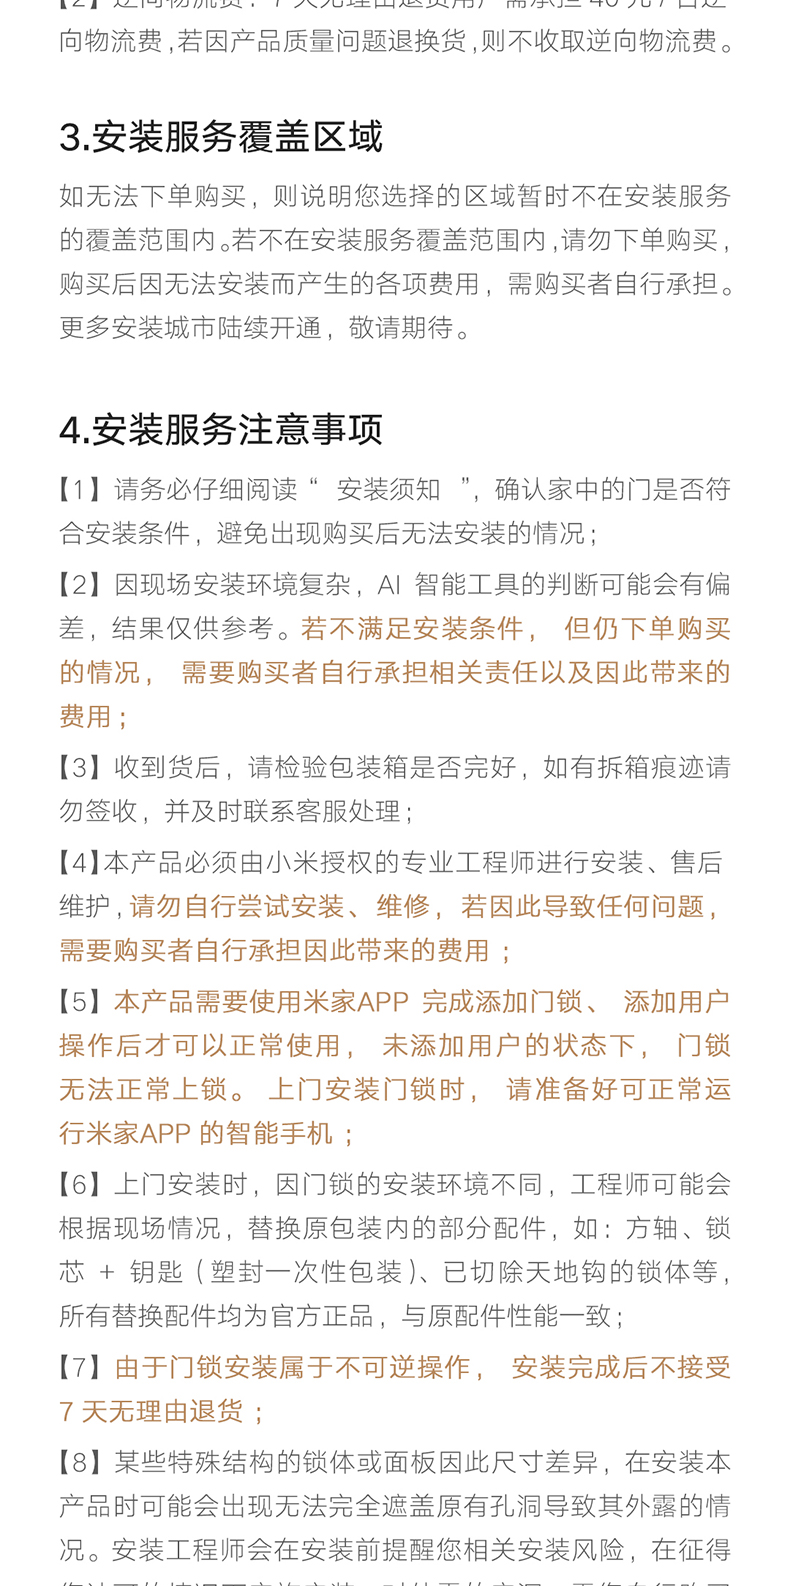 向物流费,若因产品质量问题退换货,则不收取逆向物流费。
3.安装服务覆盖区域
如无法下单购买，则说明您选择的区域暂时不在安装服务
的覆盖范围内。若不在安装服务覆盖范围内,请勿下单购买,
购买后因无法安装而产生的各项费用，需购买者自行承担。
更多安装城市陆续开通，敬请期待。
4.安装服务注意事项
【1】请务必仔细阅读“ 安装须知 ”，确认家中的门是否符
合安装条件，避免出现购买后无法安装的情况；
【2】因现场安装环境复杂，AI 智能工具的判断可能会有偏
差，结果仅供参考。若不满足安装条件， 但仍下单购买
的情况， 需要购买者自行承担相关责任以及因此带来的
费用；
【3】收到货后，请检验包装箱是否完好，如有拆箱痕迹请
勿签收，并及时联系客服处理；
【4】本产品必须由小米授权的专业工程师进行安装、售后
维护,请勿自行尝试安装、维修，若因此导致任何问题，
需要购买者自行承担因此带来的费用；
【5】本产品需要使用米家APP 完成添加门锁、 添加用户
操作后才可以正常使用， 未添加用户的状态下， 门锁
无法正常上锁。 上门安装门锁时， 请准备好可正常运
行米家APP 的智能手机；
【6】上门安装时，因门锁的安装环境不同，工程师可能会
根据现场情况，替换原包装内的部分配件，如：方轴、锁
芯 + 钥匙（塑封一次性包装）、已切除天地钩的锁体等，
所有替换配件均为官方正品，与原配件性能一致；
【7】由于门锁安装属于不可逆操作， 安装完成后不接受
7 天无理由退货；
【8】某些特殊结构的锁体或面板因此尺寸差异，在安装本
产品时可能会出现无法完全遮盖原有孔洞导致其外露的情
况。安装工程师会在安装前提醒您相关安装风险，在征得